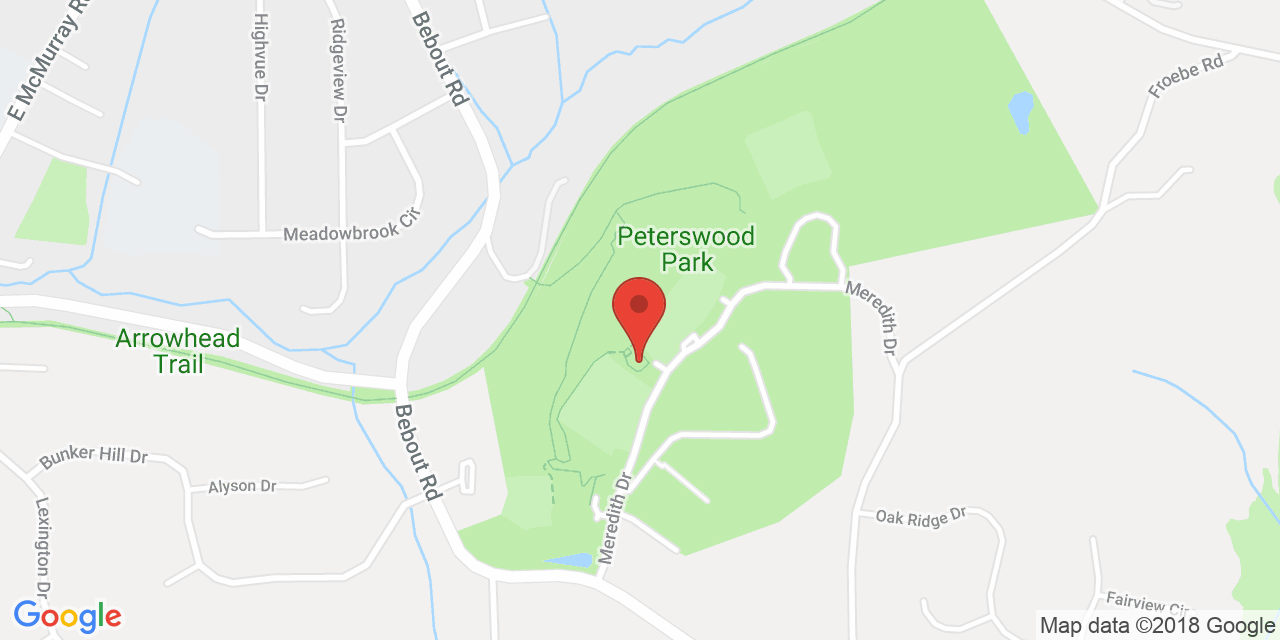 E McMurray Rd
Highvue Dr
Ridgeview Dr
Bebout Rd
Froebe Rd
Meadowbrook Cir
Peterswood
Park
Meredith Dr
Arrowhead
Trail
Bebout Rd
Bunker Hill Dr
Alyson Dr
Lexington Dr
Meredith Dr
Oak Ridge Dr
Fairview Cir
Google
Map data ©2018 Google